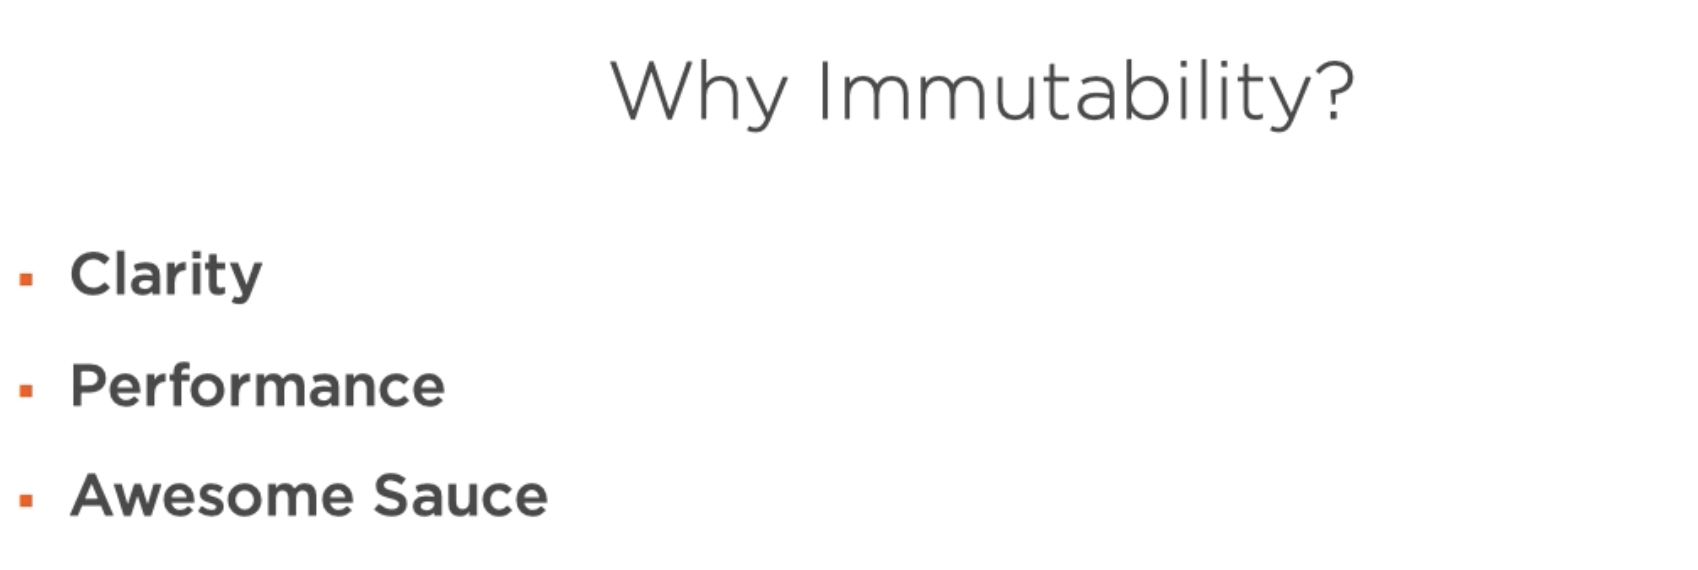 Why Immutability?
▪ Clarity
▪ Performance
▪ Awesome Sauce